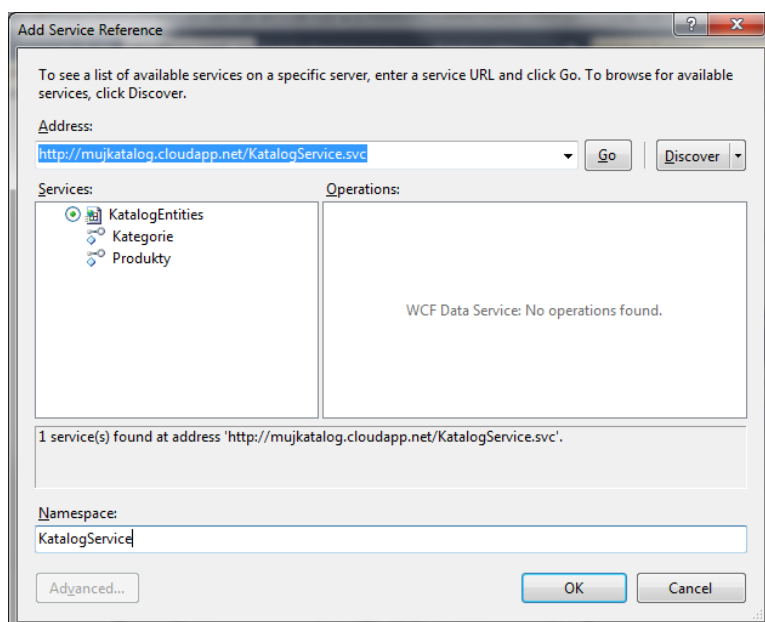 Add Service Reference
To see a list of available services on a specific server, enter a service URL and click Go. To browse for available
services, click Discover.
Address:
http://mujkatalog.cloudapp.net/KatalogService.svc
Go
Discover
Services:
Operations:
KatalogEntities
Kategorie
Produkty
WCF Data Service: No operations found.
1 service(s) found at address 'http://mujkatalog.cloudapp.net/KatalogService.svc'.
Namespace:
KatalogService
Advanced...
OK
Cancel